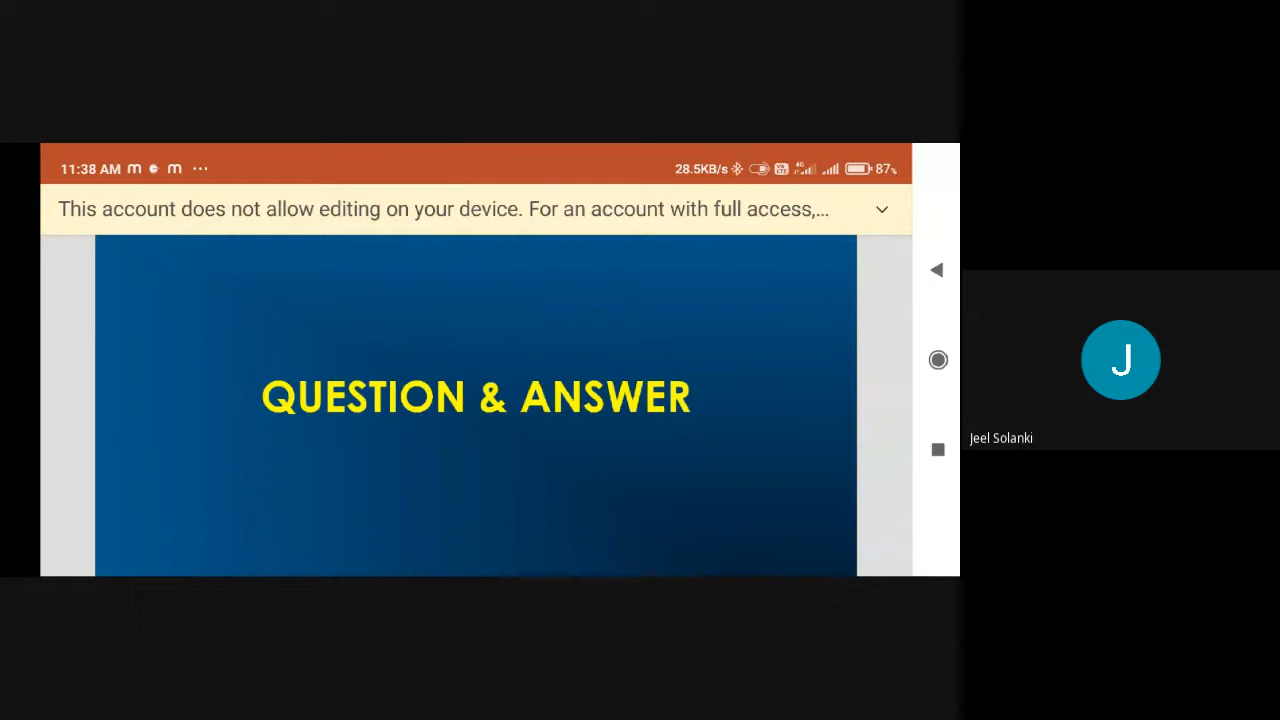 11:38 AM m e m ...
28.5KB/s 4G 87%
This account does not allow editing on your device. For an account with full access,...
QUESTION & ANSWER
J
Jeel Solanki